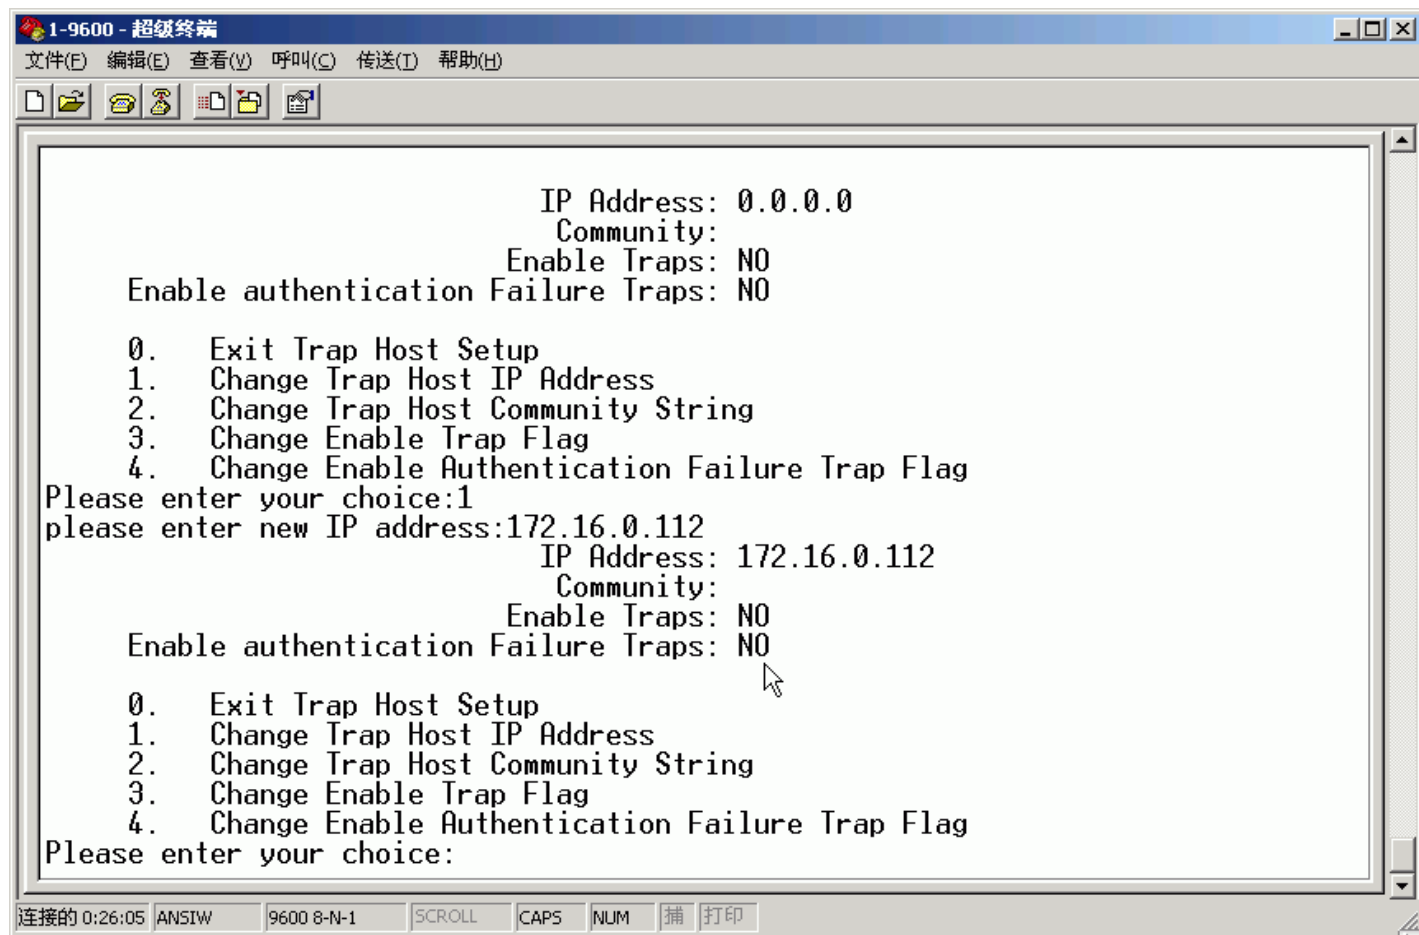 1-9600 - 超级终端
文件(F) 编辑(E) 查看(V) 呼叫(C) 传送(T) 帮助(H)
IP Address: 0.0.0.0
Community:
Enable Traps: NO
Enable authentication Failure Traps: NO
0. Exit Trap Host Setup
1. Change Trap Host IP Address
2. Change Trap Host Community String
3. Change Enable Trap Flag
4. Change Enable Authentication Failure Trap Flag
Please enter your choice:1
please enter new IP address:172.16.0.112
IP Address: 172.16.0.112
Community:
Enable Traps: NO
Enable authentication Failure Traps: NO
0. Exit Trap Host Setup
1. Change Trap Host IP Address
2. Change Trap Host Community String
3. Change Enable Trap Flag
4. Change Enable Authentication Failure Trap Flag
Please enter your choice:
连接的 0:26:05 ANSIW 9600 8-N-1 SCROLL CAPS NUM 捕 打印